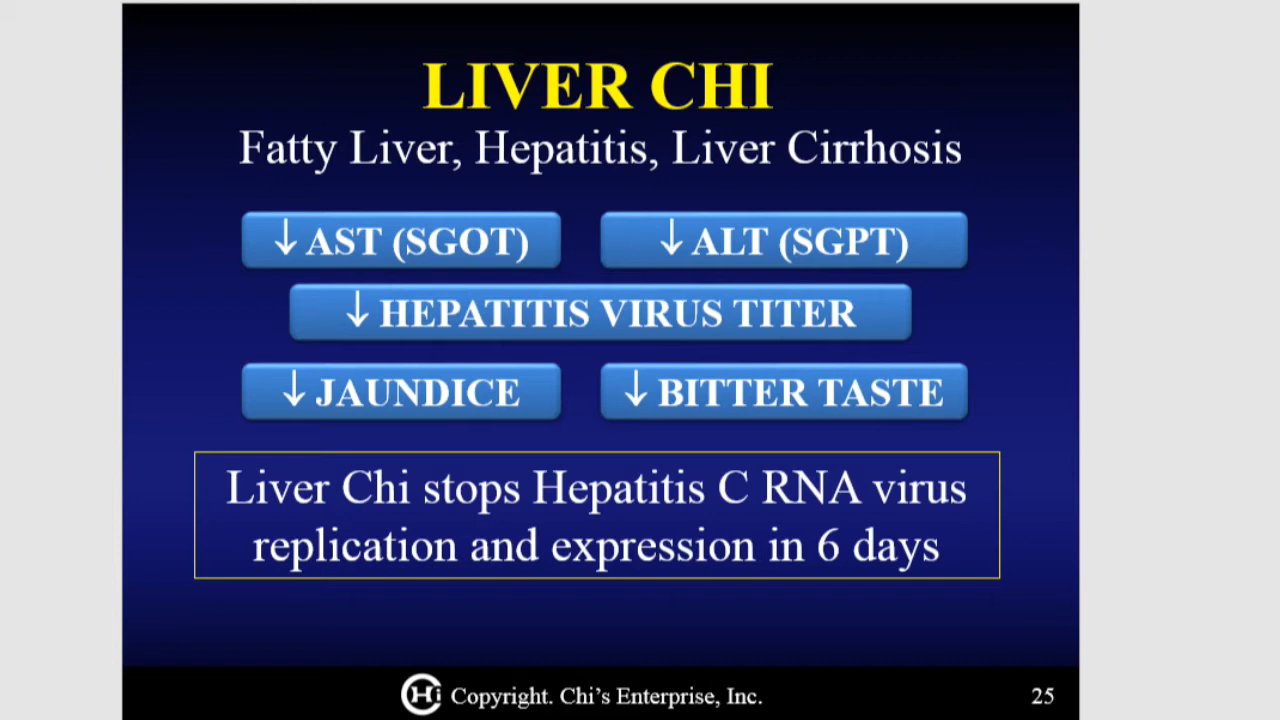 LIVER CHI
Fatty Liver, Hepatitis, Liver Cirrhosis
↓ AST (SGOT)
↓ ALT (SGPT)
↓ HEPATITIS VIRUS TITER
↓ JAUNDICE
↓ BITTER TASTE
Liver Chi stops Hepatitis C RNA virus
replication and expression in 6 days
CHi Copyright. Chi's Enterprise, Inc.
25